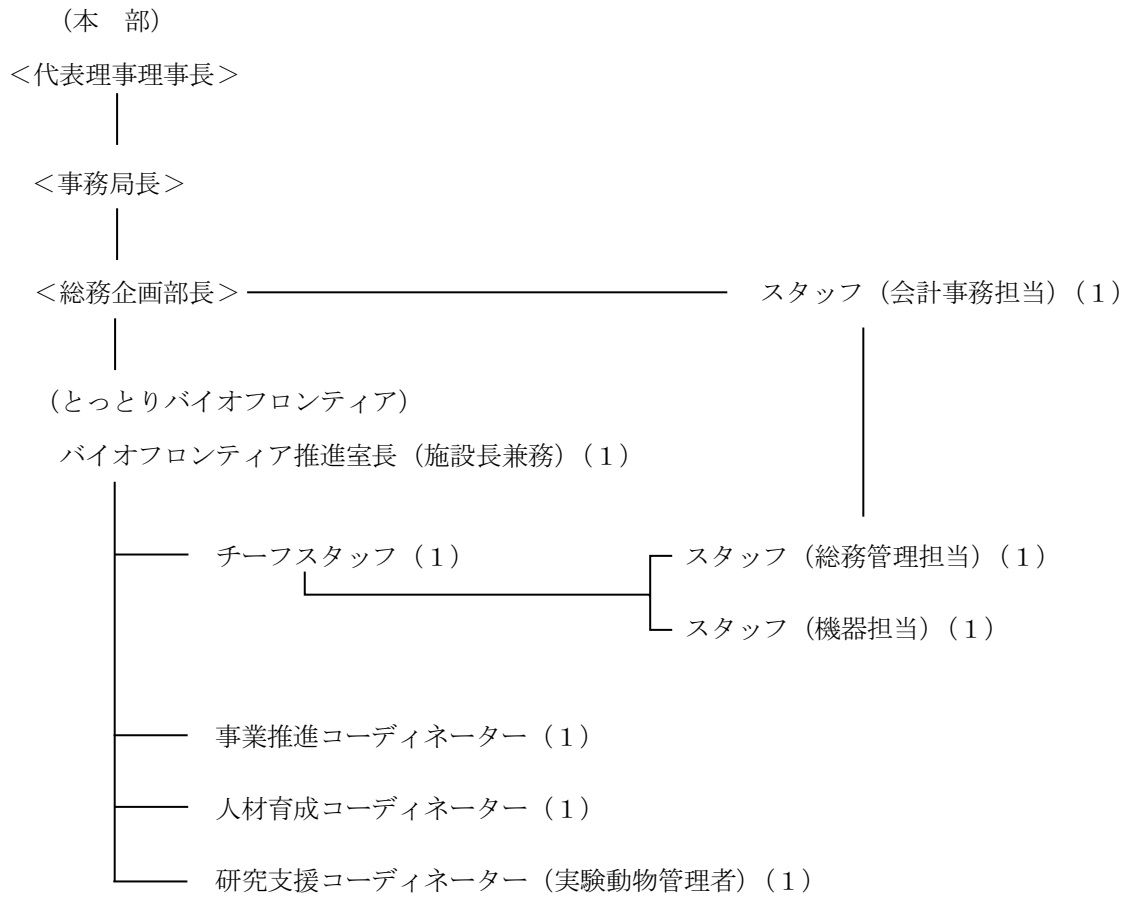 （本　部）
＜代表理事理事長＞
＜事務局長＞
＜総務企画部長＞　スタッフ（会計事務担当）（１）
（とっとりバイオフロンティア）
バイオフロンティア推進室長（施設長兼務）（１）
チーフスタッフ（１）　スタッフ（総務管理担当）（１）
スタッフ（機器担当）（１）
事業推進コーディネーター（１）
人材育成コーディネーター（１）
研究支援コーディネーター（実験動物管理者）（１）